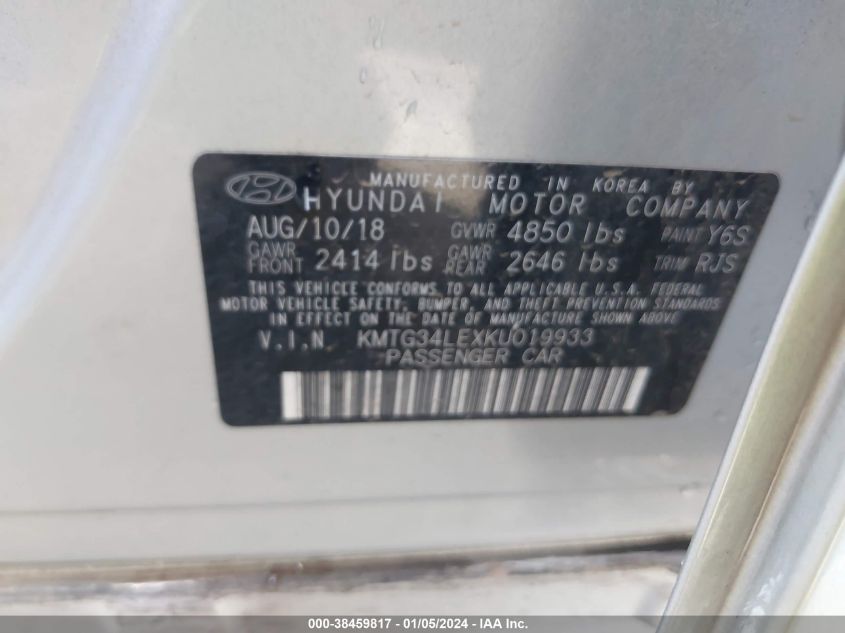 MANUFACTURED IN KOREA BY
HYUNDAI MOTOR COMPANY
AUG/10/18 GVWR 4850 lbs PAINT Y6S
GAWR FRONT 2414 lbs GAWR REAR 2646 lbs TRIM RJS
THIS VEHICLE CONFORMS TO ALL APPLICABLE U.S.A. FEDERAL
MOTOR VEHICLE SAFETY, BUMPER, AND THEFT PREVENTION STANDARDS
IN EFFECT ON THE DATE OF MANUFACTURE SHOWN ABOVE.
V.I.N KMTG34LEXKU019933
PASSENGER CAR
000-38459817 - 01/05/2024 - IAA Inc.